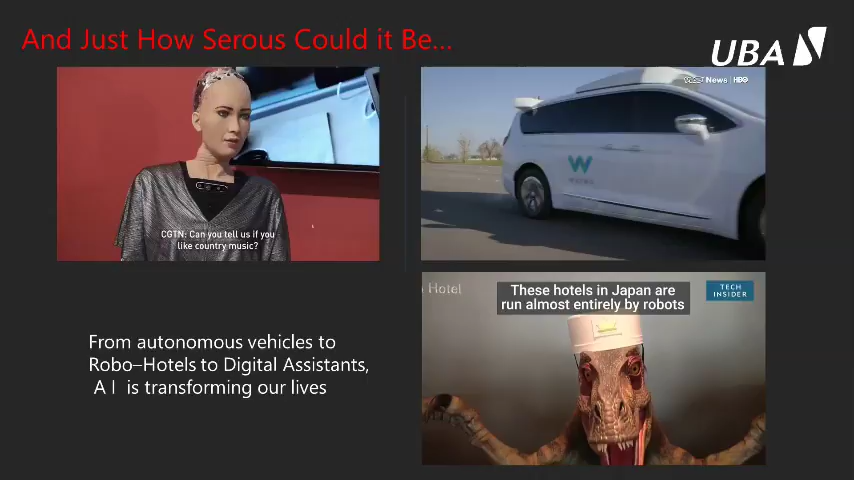 And Just How Serous Could it Be...
UBA
News | HBO
W
CGTN: Can you tell us if you
like country music?
Hotel
These hotels in Japan are
run almost entirely by robots
TECH
INSIDER
From autonomous vehicles to
Robo–Hotels to Digital Assistants,
A I is transforming our lives